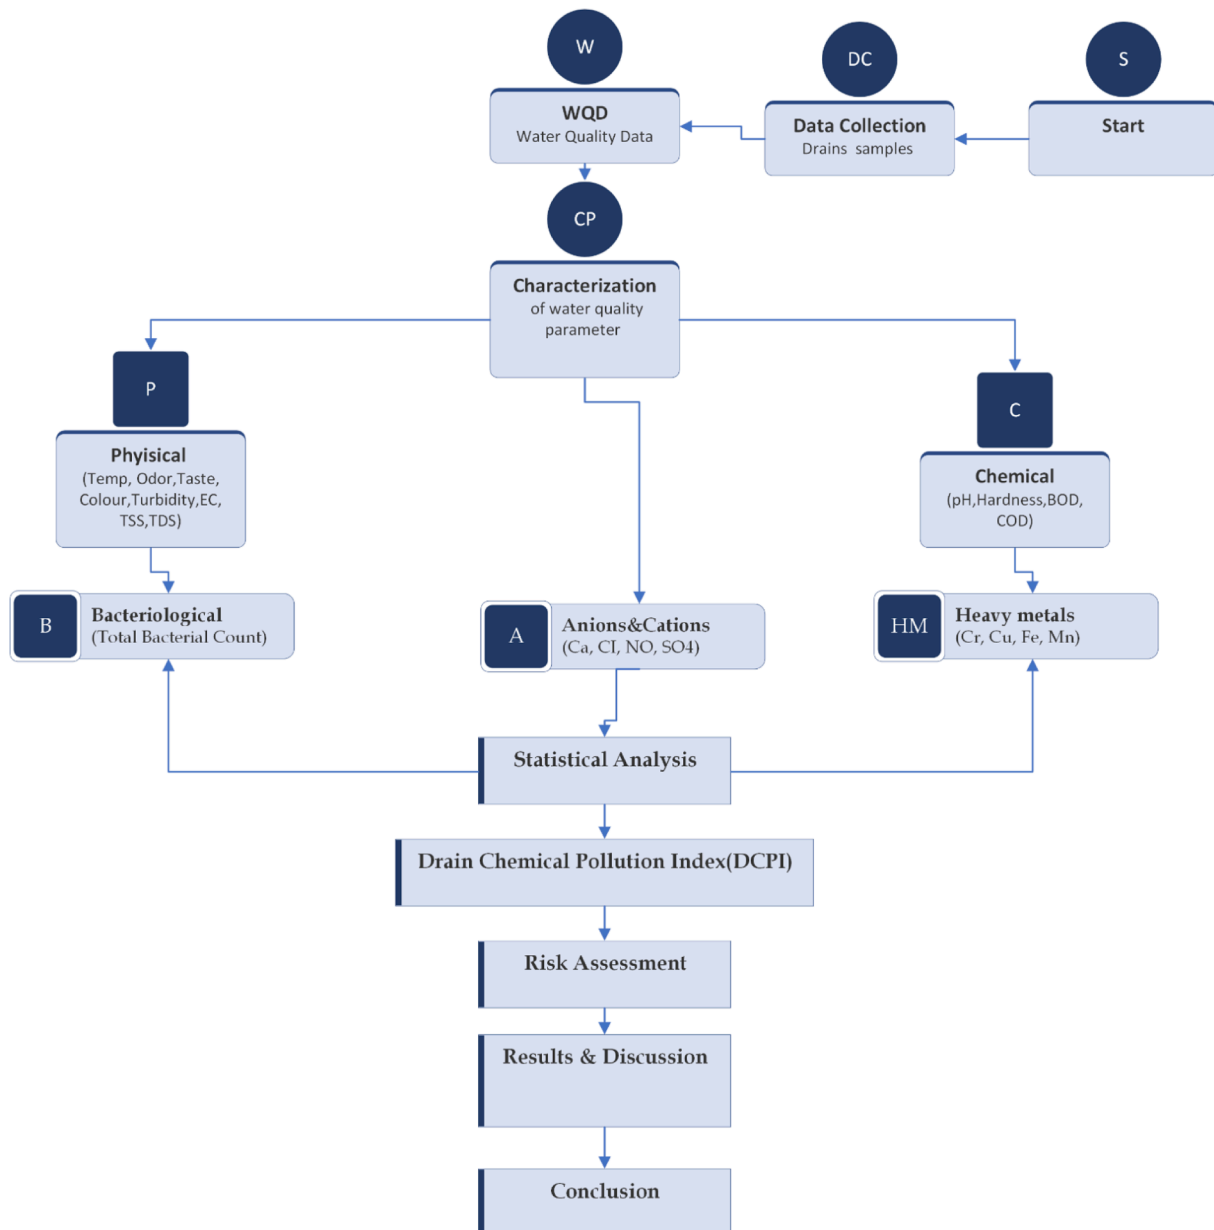 W
DC
S
WQD
Water Quality Data
Data Collection
Drains samples
Start
CP
Characterization
of water quality
parameter
P
Phyisical
(Temp, Odor,Taste,
Colour,Turbidity,EC,
TSS,TDS)
C
Chemical
(pH,Hardness,BOD,
COD)
B
Bacteriological
(Total Bacterial Count)
A
Anions&Cations
(Ca, CI, NO, SO4)
HM
Heavy metals
(Cr, Cu, Fe, Mn)
Statistical Analysis
Drain Chemical Pollution Index(DCPI)
Risk Assessment
Results & Discussion
Conclusion